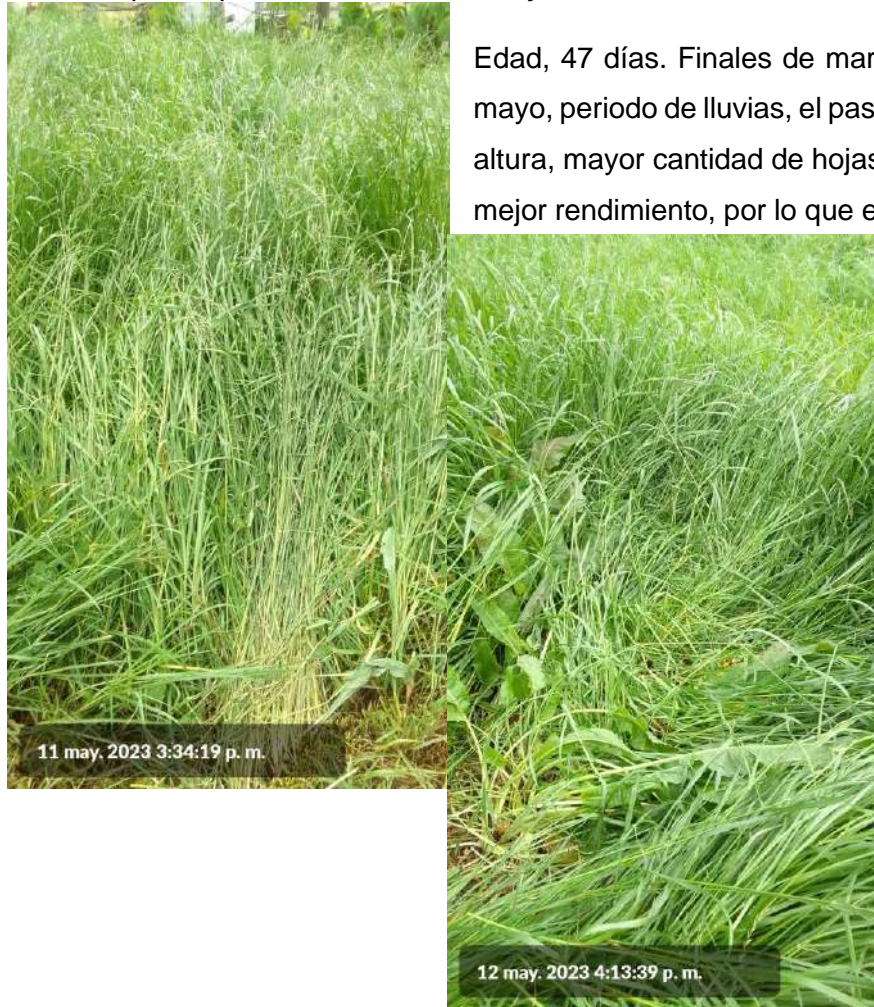 Edad, 47 días. Finales de mar
mayo, periodo de lluvias, el pas
altura, mayor cantidad de hojas
mejor rendimiento, por lo que e
11 may. 2023 3:34:19 p. m.
12 may. 2023 4:13:39 p. m.